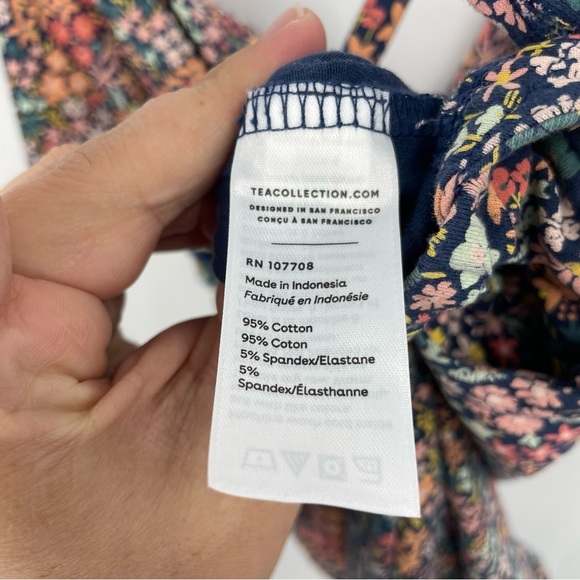 TEACOLLECTION.COM
DESIGNED IN SAN FRANCISCO
CONÇU À SAN FRANCISCO
RN 107708
Made in Indonesia
Fabriqué en Indonésie
95% Cotton
95% Coton
5% Spandex/Elastane
5%
Spandex/Élasthanne